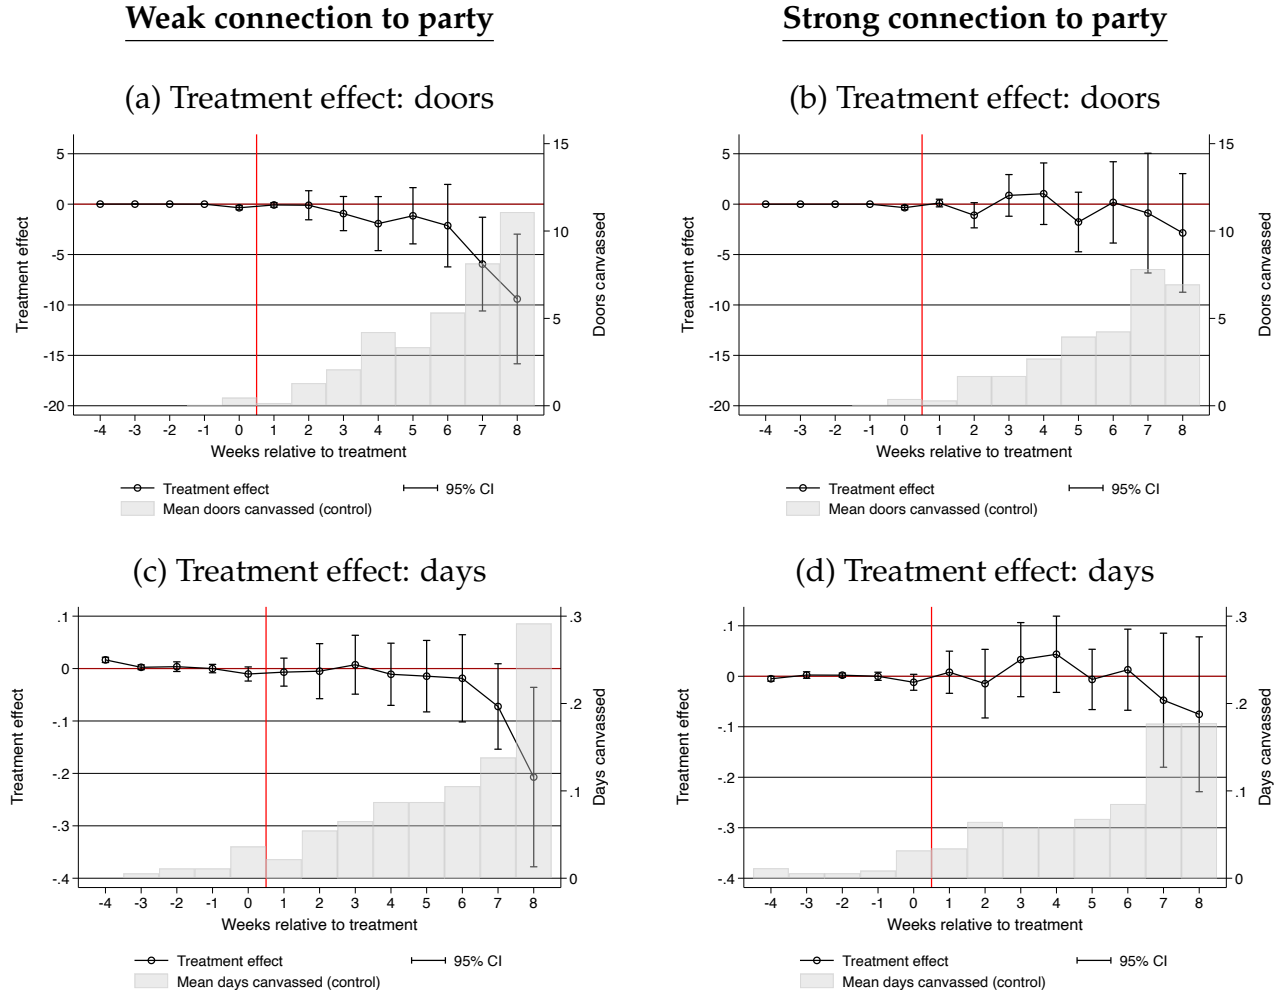 Weak connection to party
Strong connection to party
(a) Treatment effect: doors
5
0
-5
-10
-15
-20
Treatment effect
15
10
5
0
Doors canvassed
-4 -3 -2 -1 0 1 2 3 4 5 6 7 8
Weeks relative to treatment
Treatment effect
95% CI
Mean doors canvassed (control)
(b) Treatment effect: doors
5
0
-5
-10
-15
-20
Treatment effect
15
10
5
0
Doors canvassed
-4 -3 -2 -1 0 1 2 3 4 5 6 7 8
Weeks relative to treatment
Treatment effect
95% CI
Mean doors canvassed (control)
(c) Treatment effect: days
.1
0
-.1
-.2
-.3
-.4
Treatment effect
.3
.2
.1
0
Days canvassed
-4 -3 -2 -1 0 1 2 3 4 5 6 7 8
Weeks relative to treatment
Treatment effect
95% CI
Mean days canvassed (control)
(d) Treatment effect: days
.1
0
-.1
-.2
-.3
-.4
Treatment effect
.3
.2
.1
0
Days canvassed
-4 -3 -2 -1 0 1 2 3 4 5 6 7 8
Weeks relative to treatment
Treatment effect
95% CI
Mean days canvassed (control)